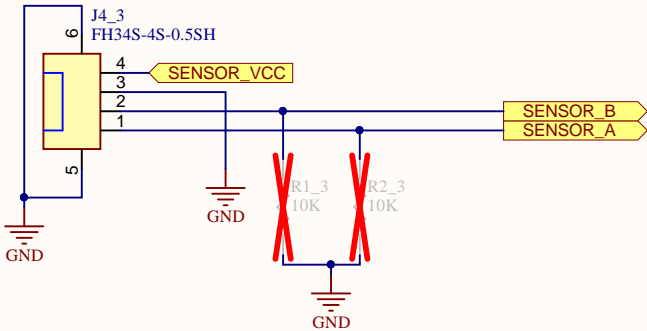 J4_3
FH34S-4S-0.5SH
6
4
SENSOR_VCC
3
2
SENSOR_B
1
SENSOR_A
5
R1_3
10K
R2_3
10K
GND
GND
GND